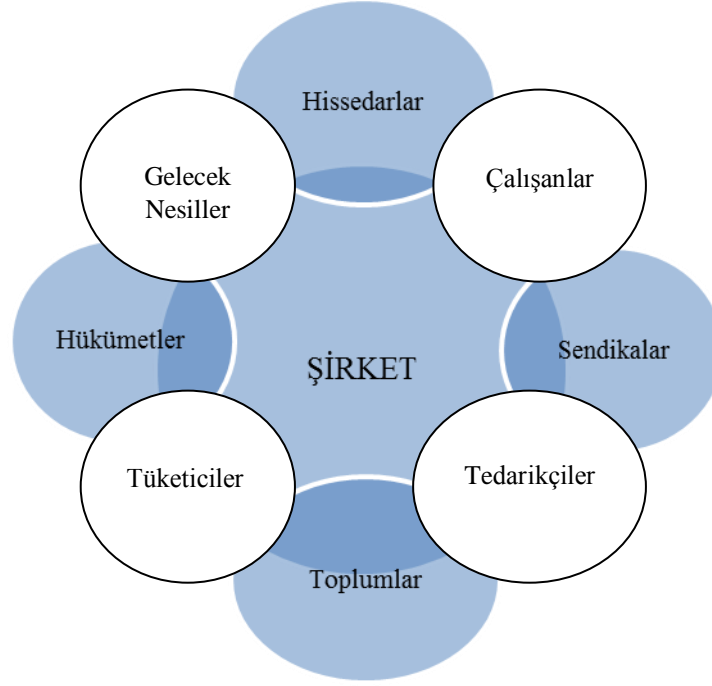 Hissedarlar
Gelecek
Nesiller
Çalışanlar
Hükümetler
Sendikalar
ŞİRKET
Tüketiciler
Tedarikçiler
Toplumlar